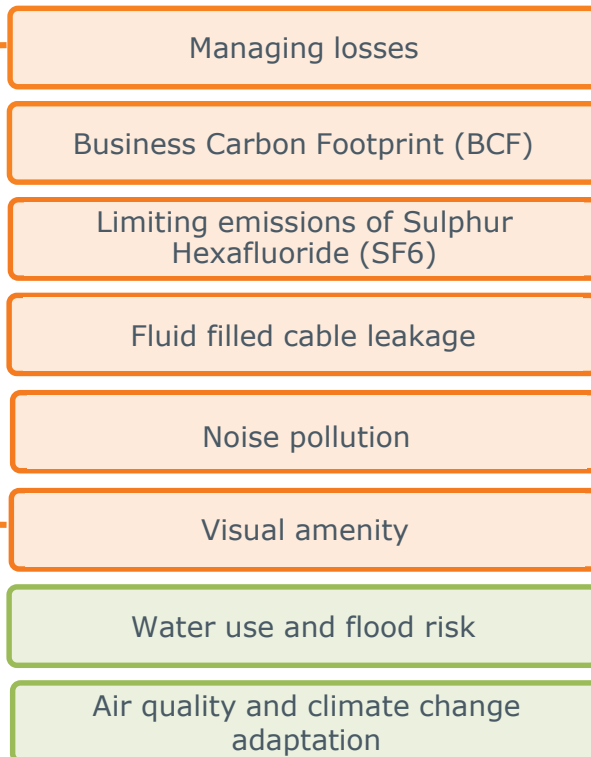 Managing losses
Business Carbon Footprint (BCF)
Limiting emissions of Sulphur
Hexafluoride (SF6)
Fluid filled cable leakage
Noise pollution
Visual amenity
Water use and flood risk
Air quality and climate change
adaptation